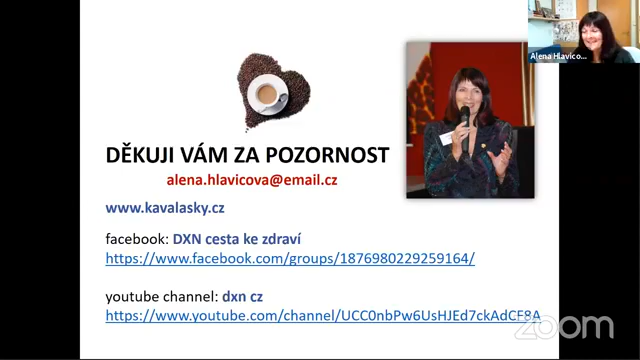 Alena Hlavico...
DĚKUJI VÁM ZA POZORNOST
alena.hlavicova@email.cz
www.kavalasky.cz
facebook: DXN cesta ke zdraví
https://www.facebook.com/groups/1876980229259164/
youtube channel: dxn cz
https://www.youtube.com/channel/UCC0nbPw6UsHJEd7ckAdCF8A
zoom